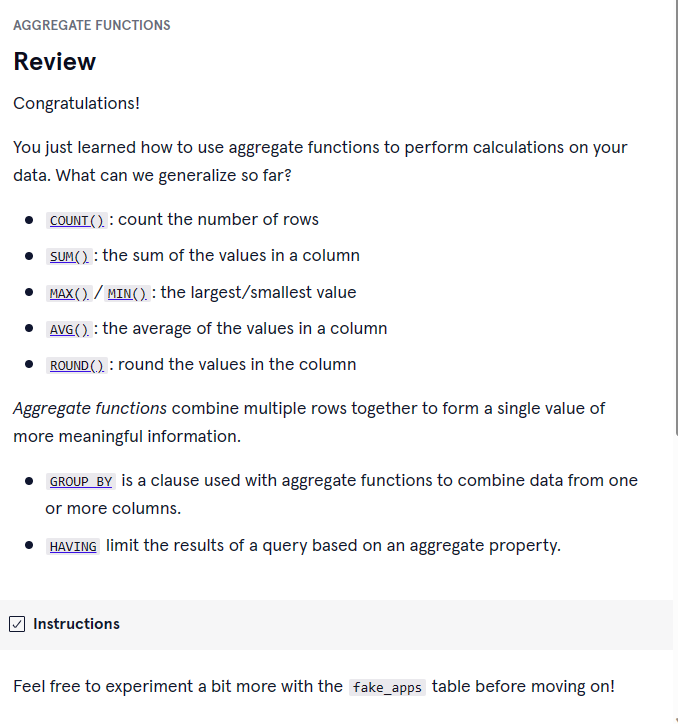 AGGREGATE FUNCTIONS
Review
Congratulations!
You just learned how to use aggregate functions to perform calculations on your
data. What can we generalize so far?
COUNT() : count the number of rows
SUM() : the sum of the values in a column
MAX() / MIN() : the largest/smallest value
AVG() : the average of the values in a column
ROUND() : round the values in the column
Aggregate functions combine multiple rows together to form a single value of
more meaningful information.
GROUP BY is a clause used with aggregate functions to combine data from one
or more columns.
HAVING limit the results of a query based on an aggregate property.
Instructions
Feel free to experiment a bit more with the fake_apps table before moving on!